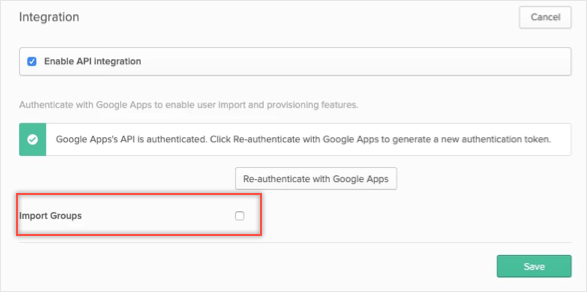 Integration
Cancel
Enable API integration
Authenticate with Google Apps to enable user import and provisioning features.
Google Apps's API is authenticated. Click Re-authenticate with Google Apps to generate a new authentication token.
Re-authenticate with Google Apps
Import Groups
Save